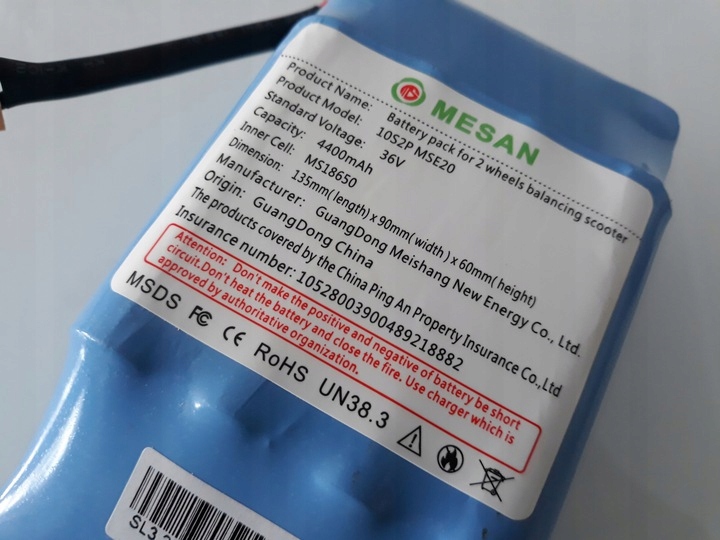 MESAN
Product Name: Battery pack for 2 wheels balancing scooter
Product Model: 10S2P MSE20
Standard Voltage: 36V
Capacity: 4400mAh
Inner Cell: MS18650
Dimension: 135mm(length) x 90mm(width) x 60mm(height)
Manufacturer: GuangDong Meishang New Energy Co., Ltd.
Origin: GuangDong China
The products covered by the China Ping An Property Insurance Co.,Ltd
Insurance number: 10528003900489218882
Attention: Don't make the positive and negative of battery be short
circuit.Don't heat the battery and close the fire. Use charger which is
approved by authoritative organization.
MSDS FC CE RoHS UN38.3
SL3